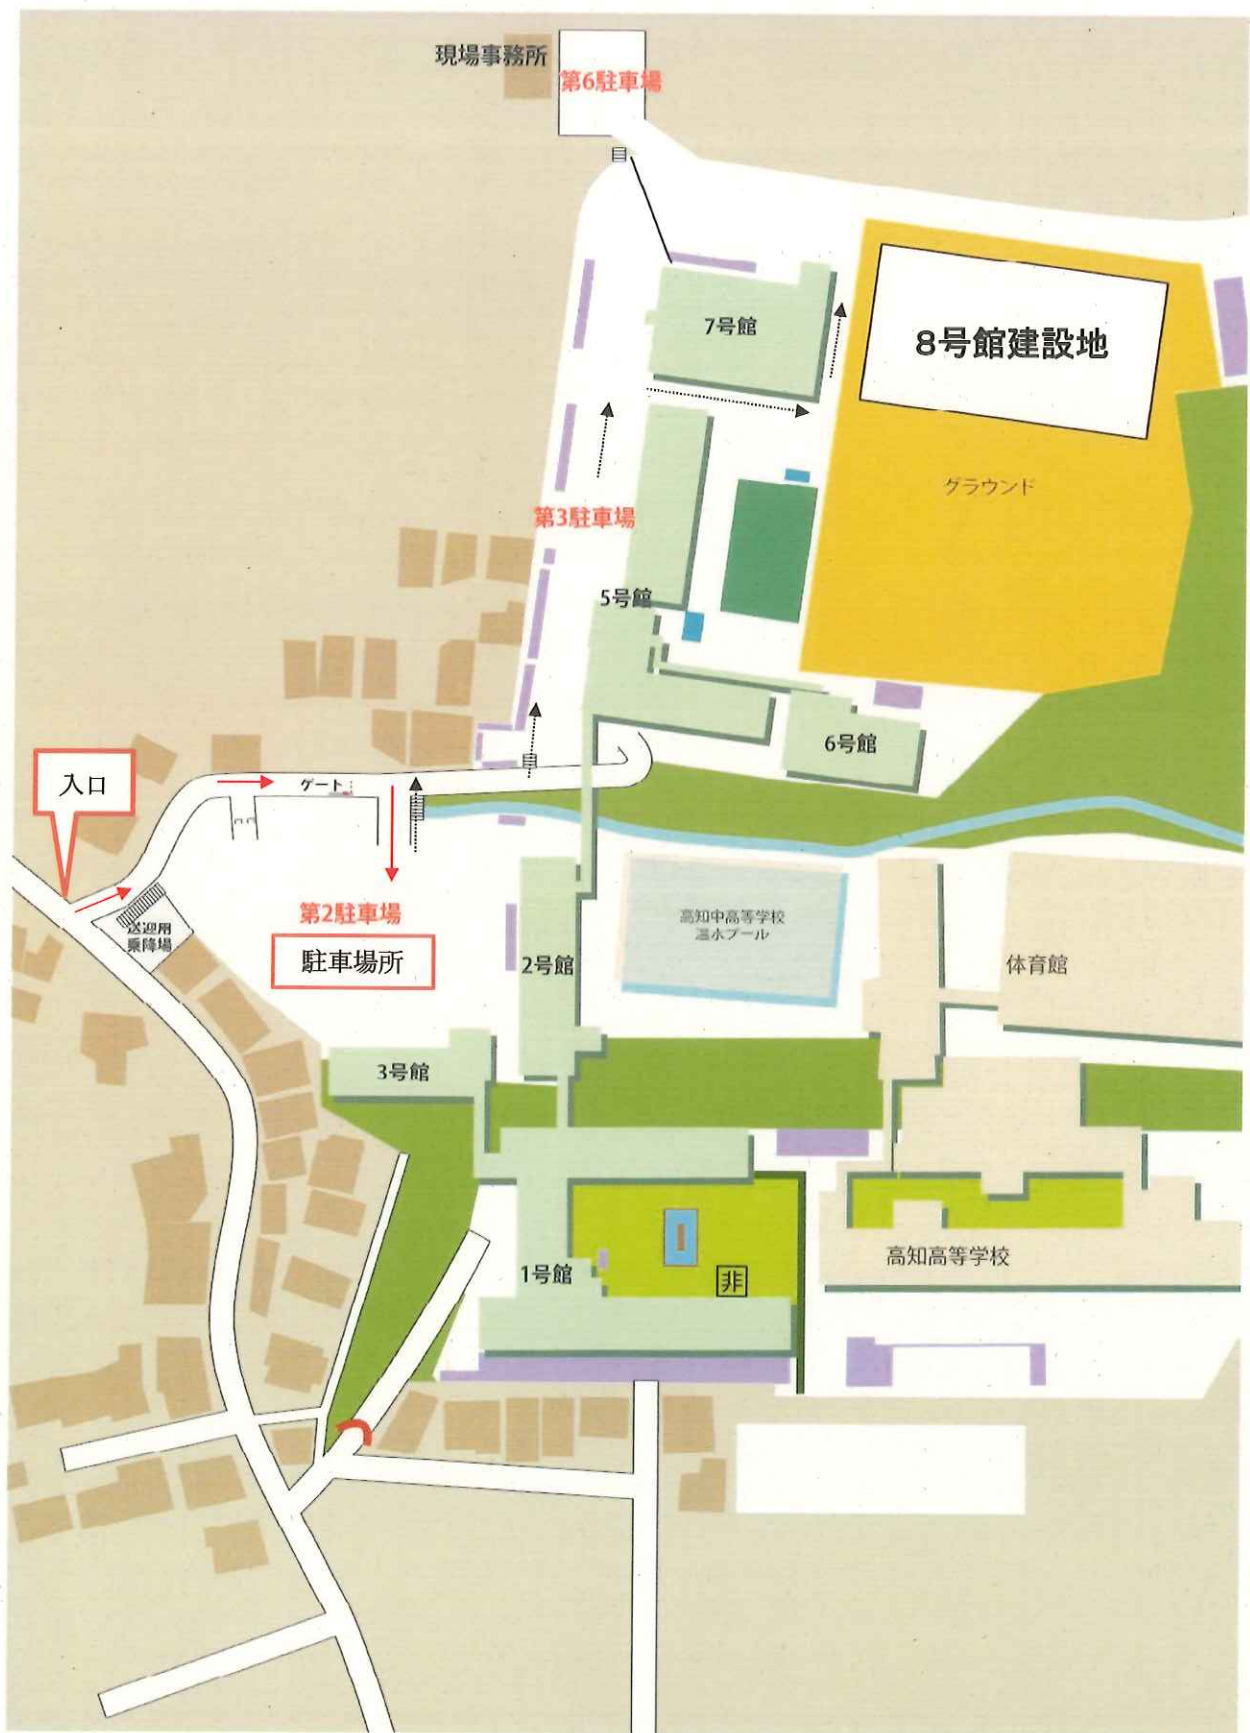 現場事務所
第6駐車場
7号館
8号館建設地
グラウンド
第3駐車場
5号館
6号館
入口
ゲート
第2駐車場
駐車場所
送迎用
乗降場
2号館
高知中高等学校
温水プール
体育館
3号館
1号館
非
高知高等学校